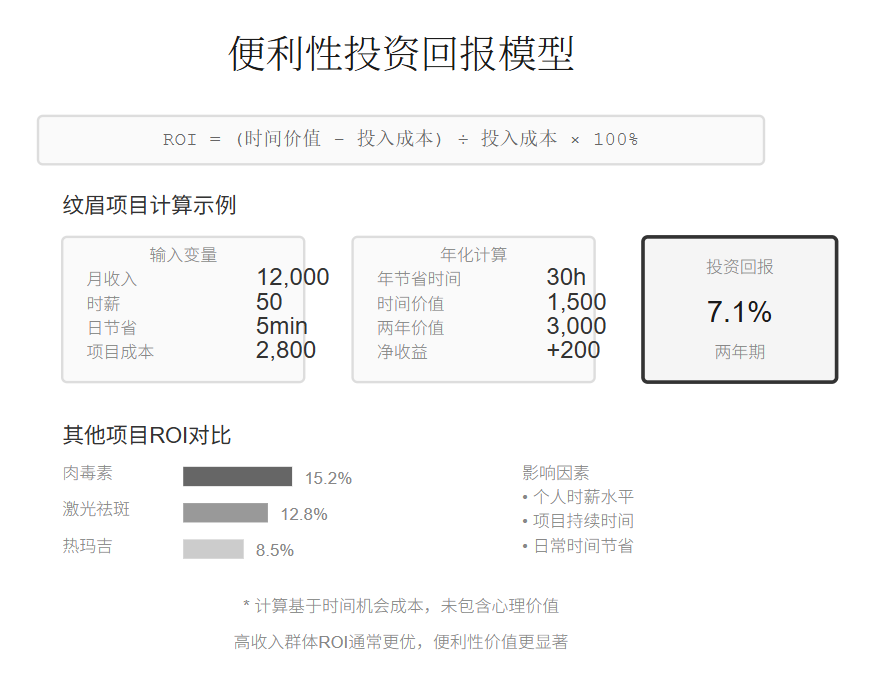 便利性投资回报模型
ROI = (时间价值 - 投入成本) ÷ 投入成本 × 100%
纹眉项目计算示例
输入变量
月收入 12,000
时薪 50
日节省 5min
项目成本 2,800
年化计算
年节省时间 30h
时间价值 1,500
两年价值 3,000
净收益 +200
投资回报
7.1%
两年期
其他项目ROI对比
肉毒素 15.2%
激光祛斑 12.8%
热玛吉 8.5%
影响因素
• 个人时薪水平
• 项目持续时间
• 日常时间节省
* 计算基于时间机会成本，未包含心理价值
高收入群体ROI通常更优，便利性价值更显著